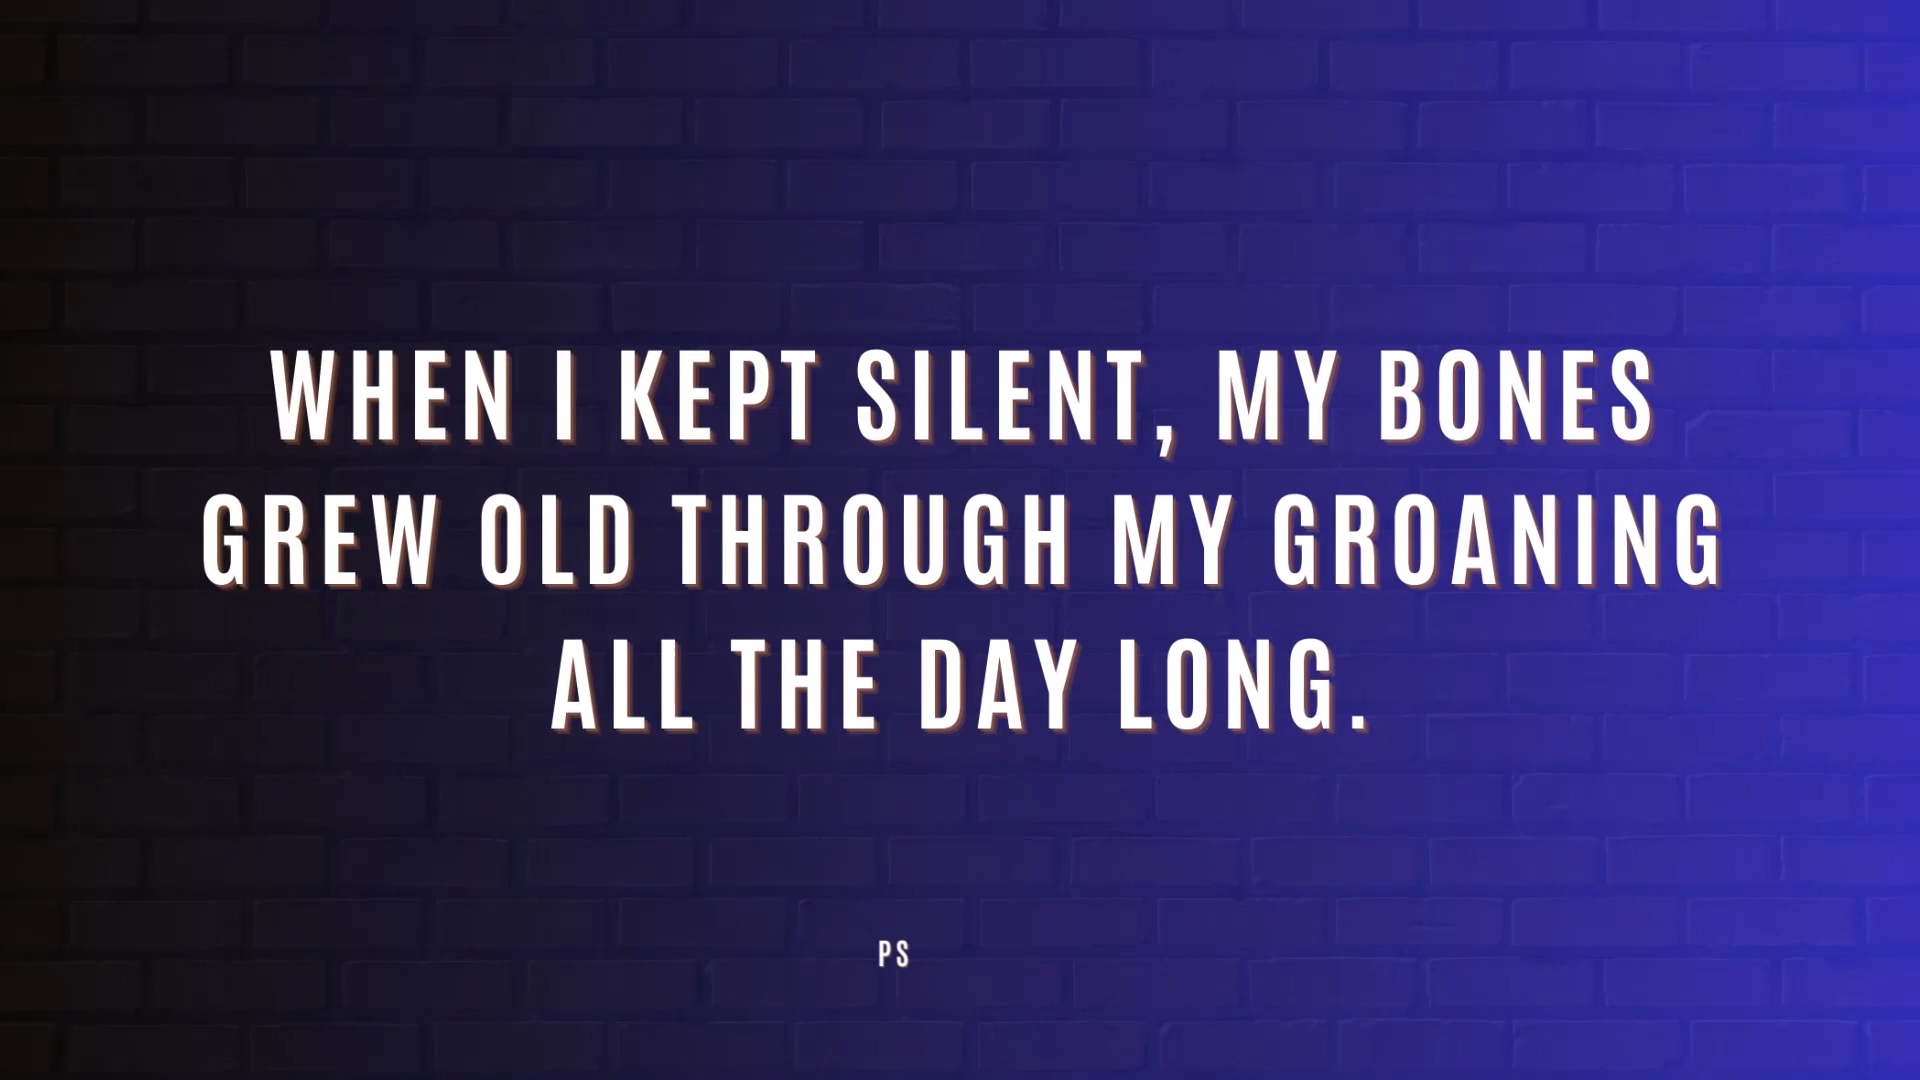 WHEN I KEPT SILENT, MY BONES
GREW OLD THROUGH MY GROANING
ALL THE DAY LONG.
PS